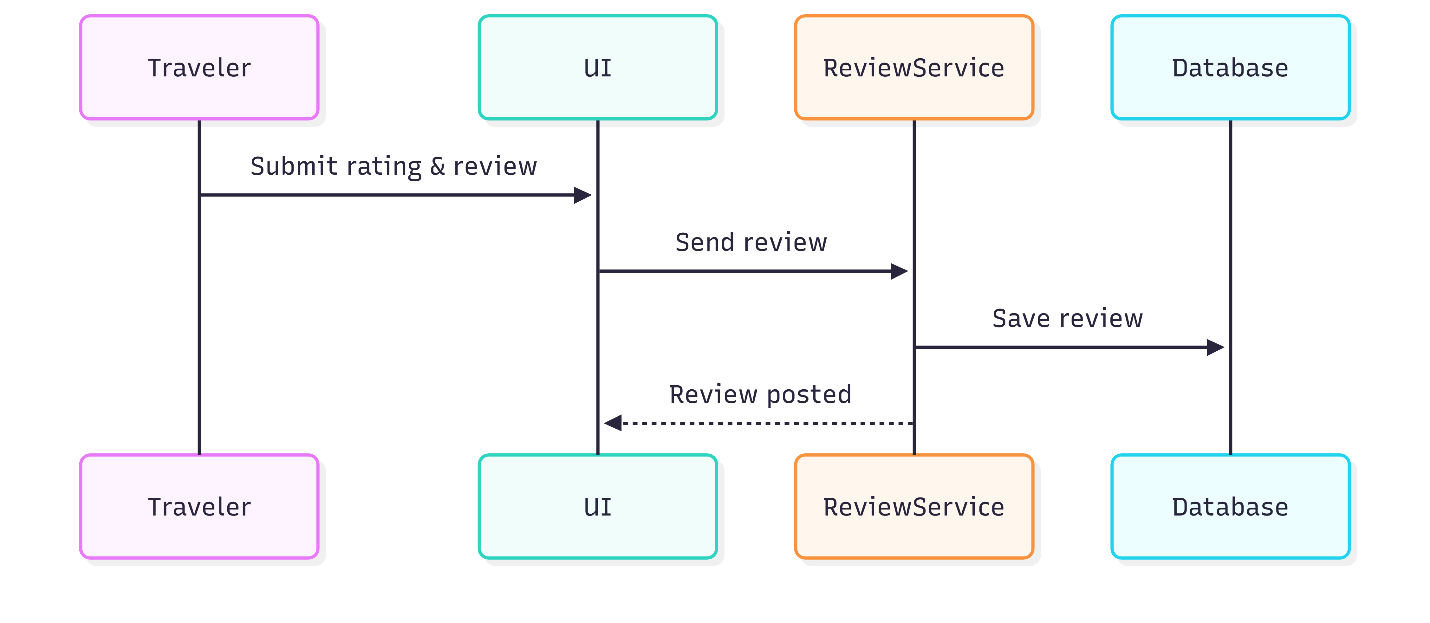 Traveler
UI
ReviewService
Database
Submit rating & review
Send review
Save review
Review posted
Traveler
UI
ReviewService
Database